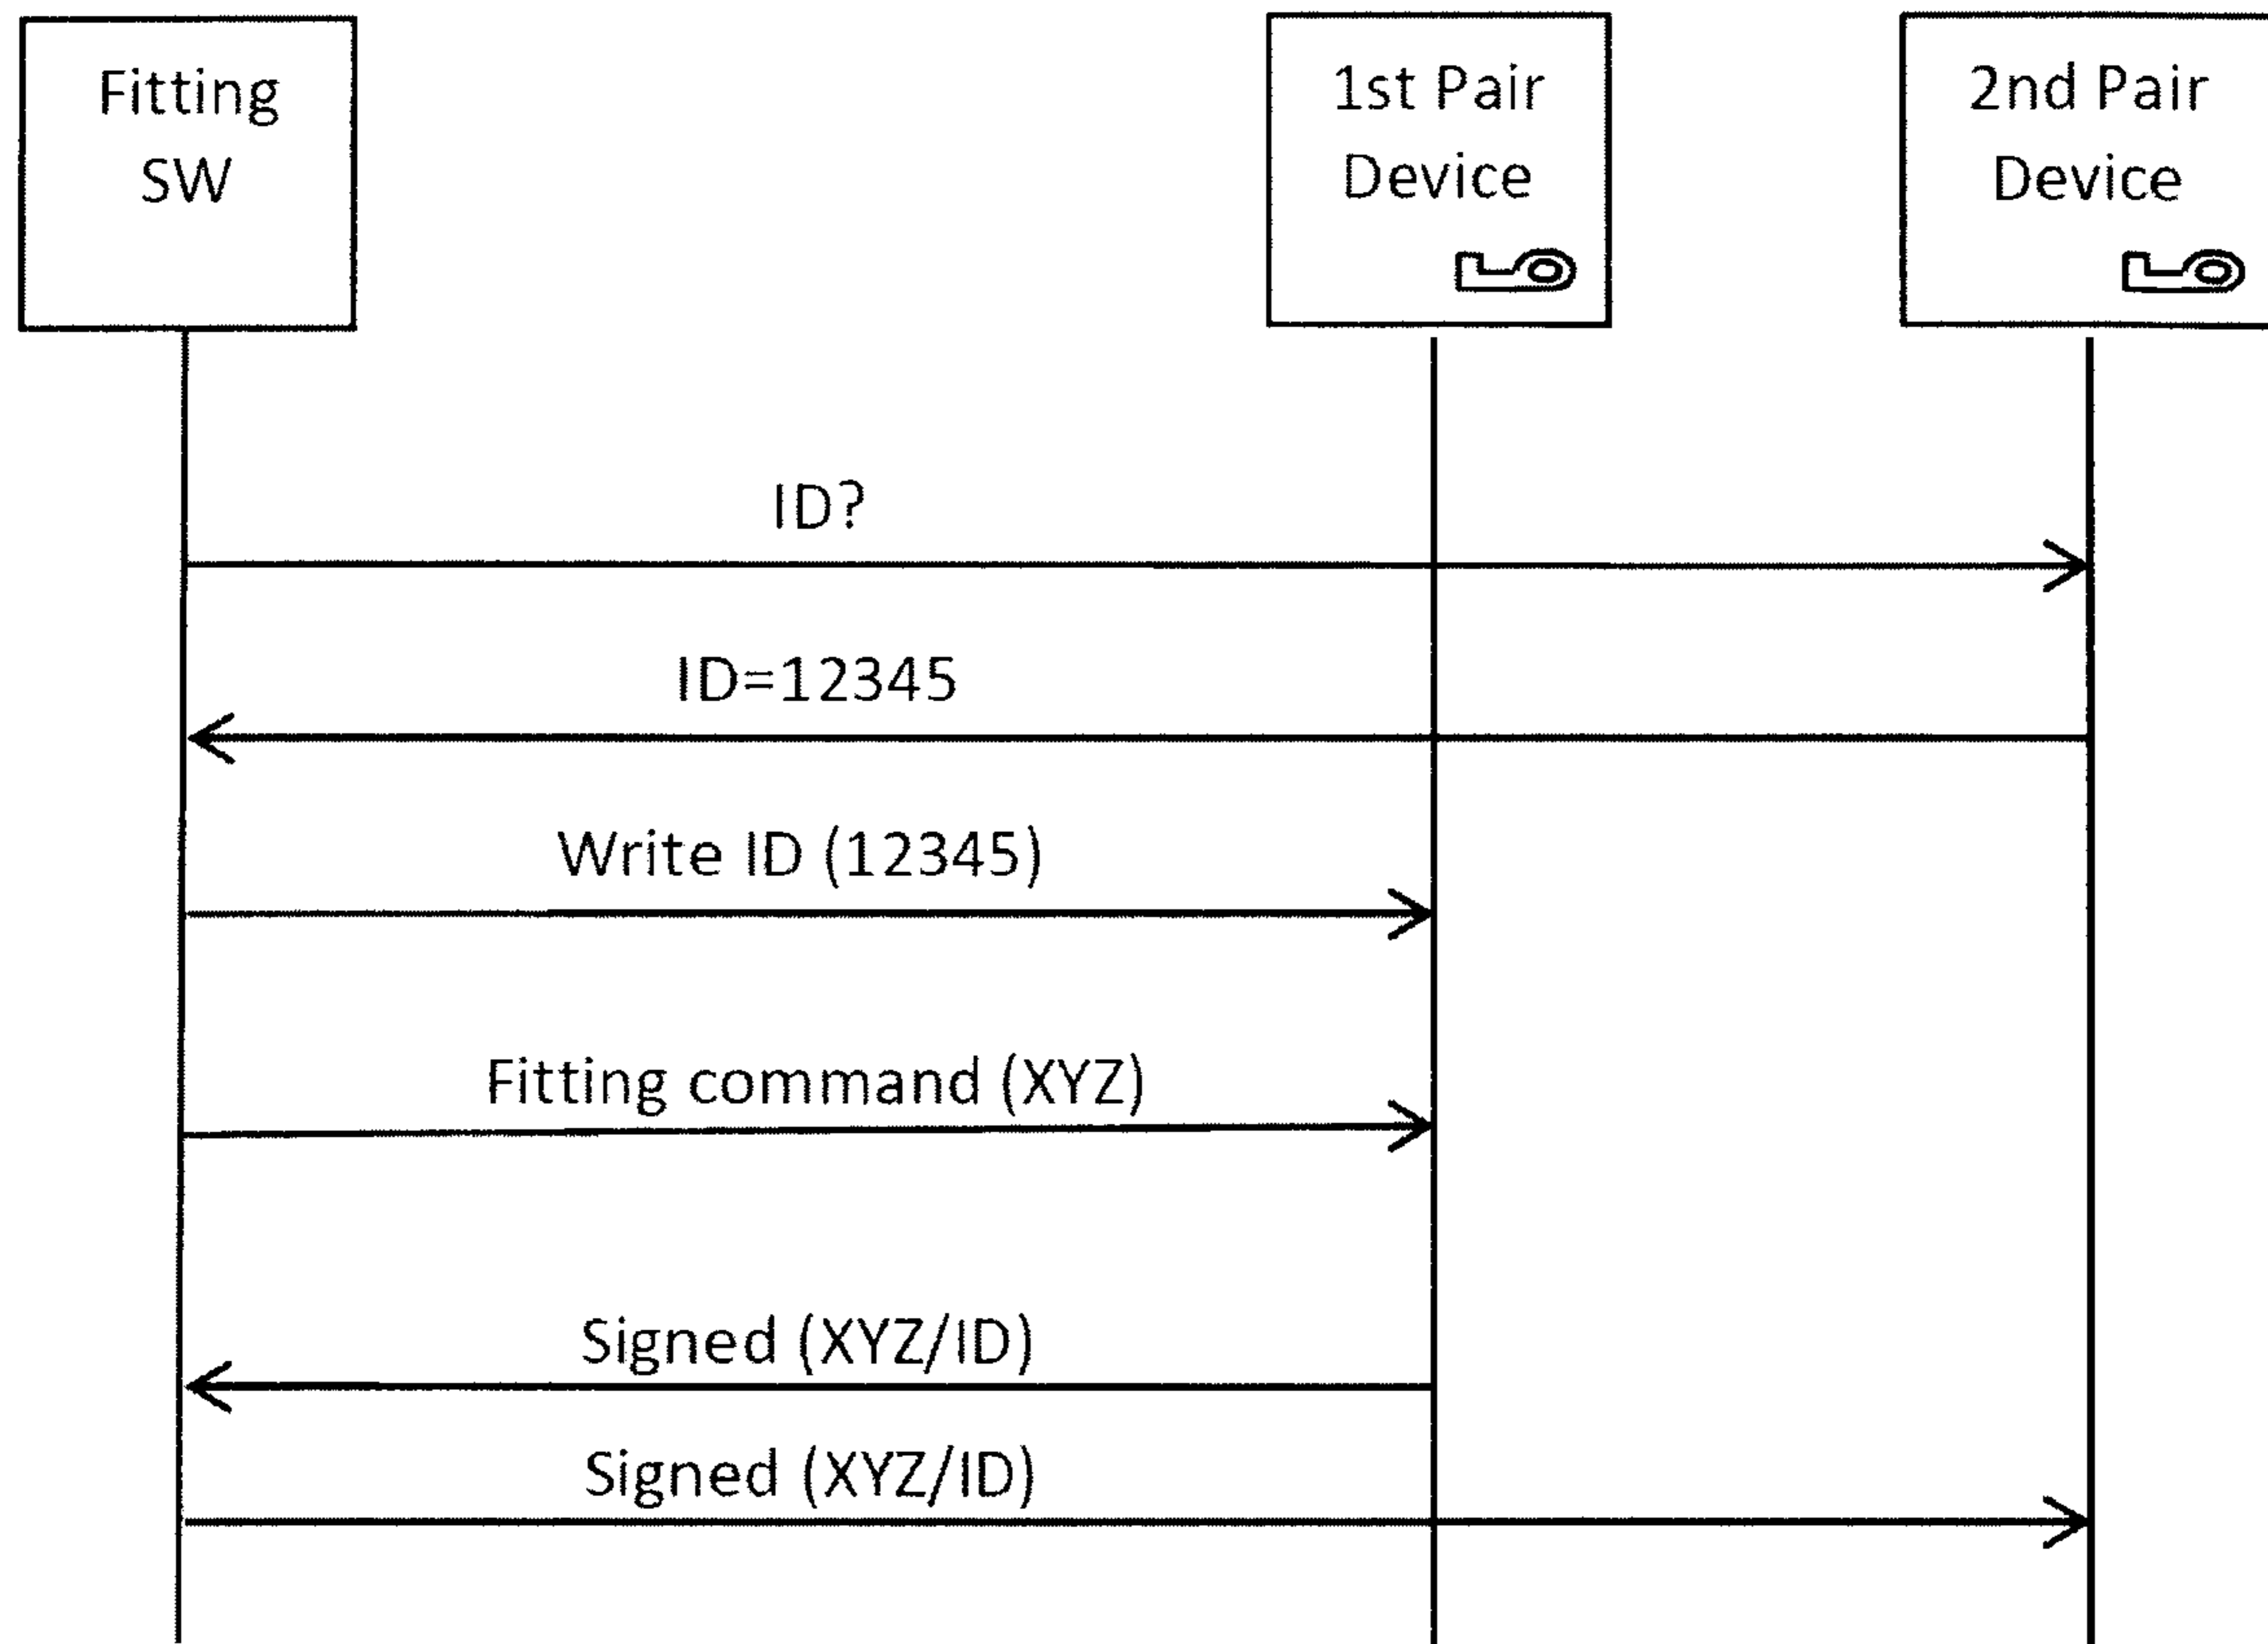 Fitting
SW
1st Pair
Device
2nd Pair
Device
ID?
ID=12345
Write ID (12345)
Fitting command (XYZ)
Signed (XYZ/ID)
Signed (XYZ/ID)